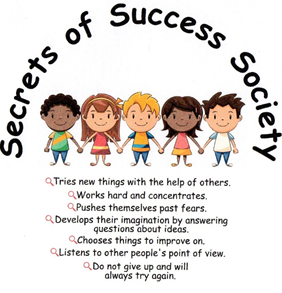 Secrets of Success Society
Tries new things with the help of others.
Works hard and concentrates.
Pushes themselves past fears.
Develops their imagination by answering
questions about ideas.
Chooses things to improve on.
Listens to other people's point of view.
Do not give up and will
always try again.